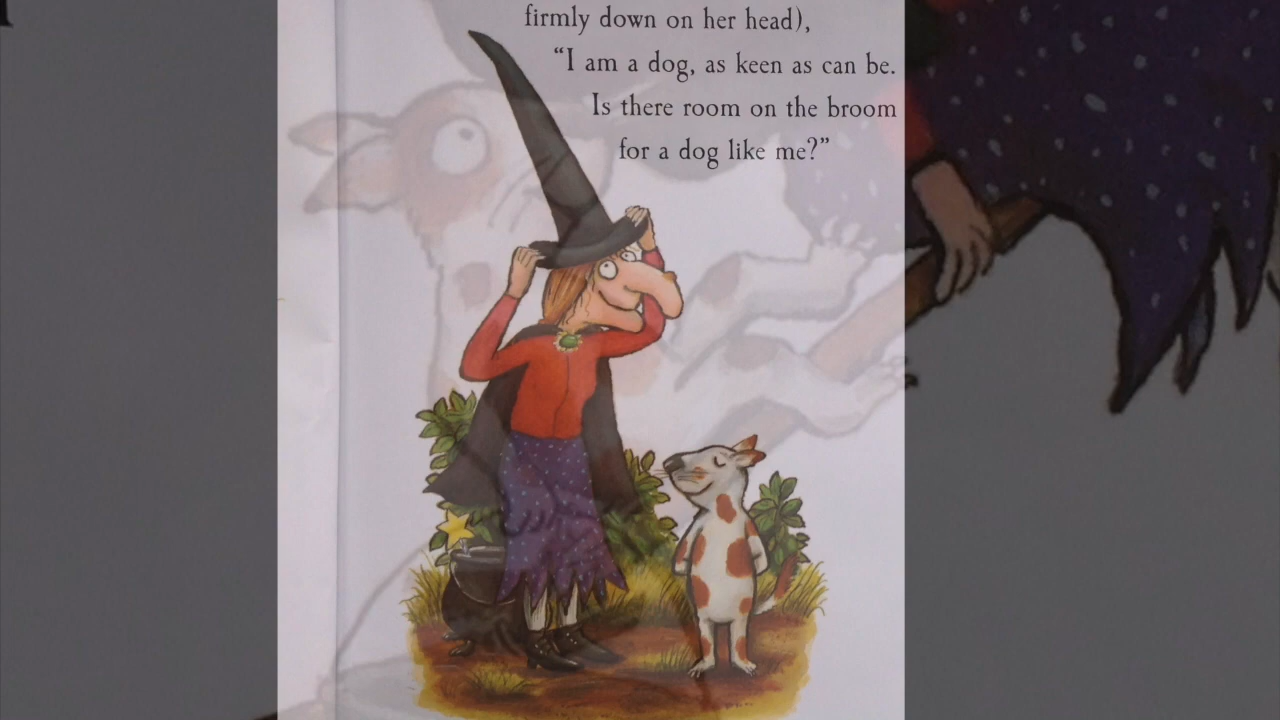 firmly down on her head),
“I am a dog, as keen as can be.
Is there room on the broom
for a dog like me?”